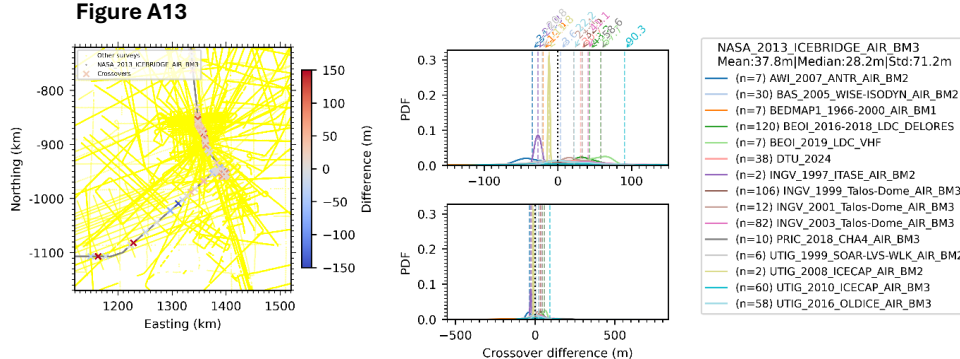 Figure A13
Other surveys
NASA_2013_ICEBRIDGE_AIR_BM3
Crossovers
-800
-900
-1000
-1100
Northing (km)
1200
1300
1400
1500
Easting (km)
150
100
50
0
-50
-100
-150
Difference (m)
90.3
0.3
0.2
0.1
0.0
PDF
-100
0
100
0.3
0.2
0.1
0.0
PDF
-500
0
500
Crossover difference (m)
NASA_2013_ICEBRIDGE_AIR_BM3
Mean:37.8m|Median:28.2m|Std:71.2m
(n=7) AWI_2007_ANTR_AIR_BM2
(n=30) BAS_2005_WISE-ISODYN_AIR_BM2
(n=7) BEDMAP1_1966-2000_AIR_BM1
(n=120) BEOI_2016-2018_LDC_DELORES
(n=7) BEOI_2019_LDC_VHF
(n=38) DTU_2024
(n=2) INGV_1997_ITASE_AIR_BM2
(n=106) INGV_1999_Talos-Dome_AIR_BM3
(n=12) INGV_2001_Talos-Dome_AIR_BM3
(n=82) INGV_2003_Talos-Dome_AIR_BM3
(n=10) PRIC_2018_CHA4_AIR_BM3
(n=6) UTIG_1999_SOAR-LVS-WLK_AIR_BM2
(n=2) UTIG_2008_ICECAP_AIR_BM2
(n=60) UTIG_2010_ICECAP_AIR_BM3
(n=58) UTIG_2016_OLDICE_AIR_BM3